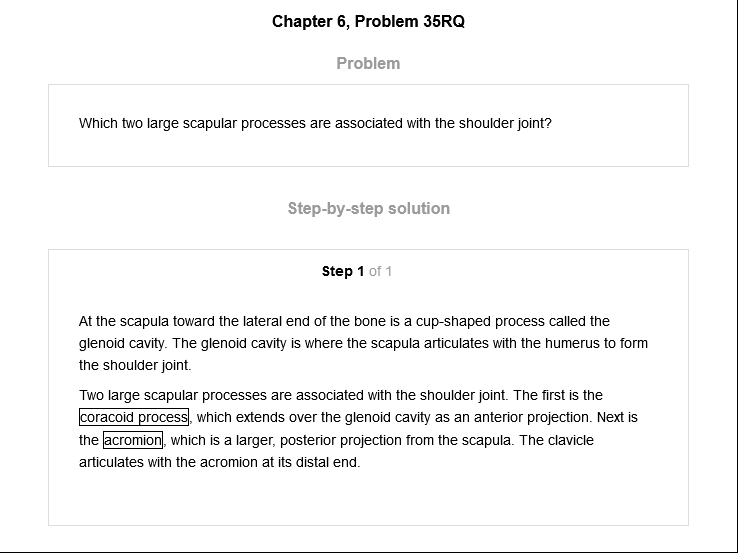 Chapter 6, Problem 35RQ
Problem
Which two large scapular processes are associated with the shoulder joint?
Step-by-step solution
Step 1 of 1
At the scapula toward the lateral end of the bone is a cup-shaped process called the
glenoid cavity. The glenoid cavity is where the scapula articulates with the humerus to form
the shoulder joint.
Two large scapular processes are associated with the shoulder joint. The first is the
coracoid process, which extends over the glenoid cavity as an anterior projection. Next is
the acromion, which is a larger, posterior projection from the scapula. The clavicle
articulates with the acromion at its distal end.